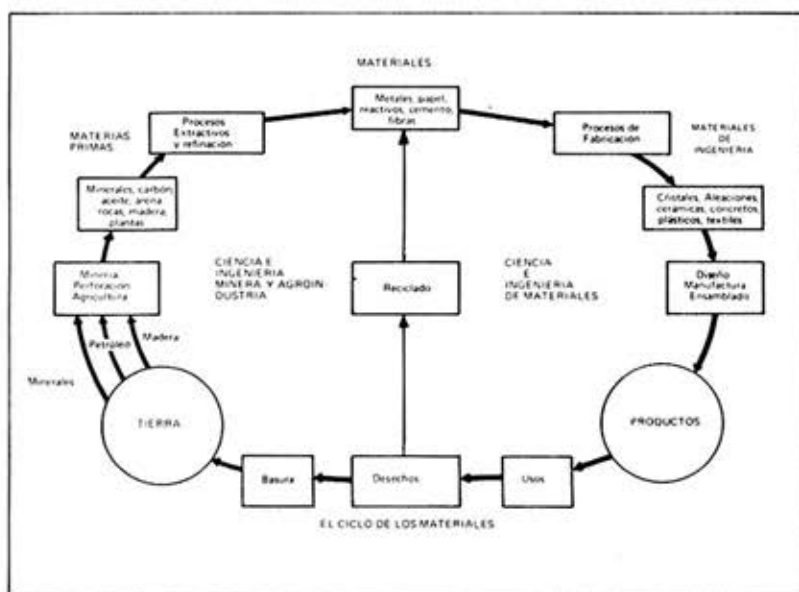 MATERIALES
Metales, papel,
reactivos, cemento,
fibras
Procesos
Extractivos
y refinación
Procesos de
Fabricación
MATERIAS
PRIMAS
MATERIALES
DE
INGENIERIA
Minerales, carbón,
aceite, arena
rocas, madera,
plantas
Cristales, Aleaciones,
cerámicas, concretos,
plásticos, textiles
CIENCIA E
INGENIERIA
MINERA Y AGROIN
DUSTRIA
Reciclado
CIENCIA
E
INGENIERIA
DE MATERIALES
Minería
Perforación
Agricultura
Diseño
Manufactura
Ensamblado
Madera
Petróleo
Minerales
TIERRA
PRODUCTOS
Basura
Desechos
Usos
EL CICLO DE LOS MATERIALES